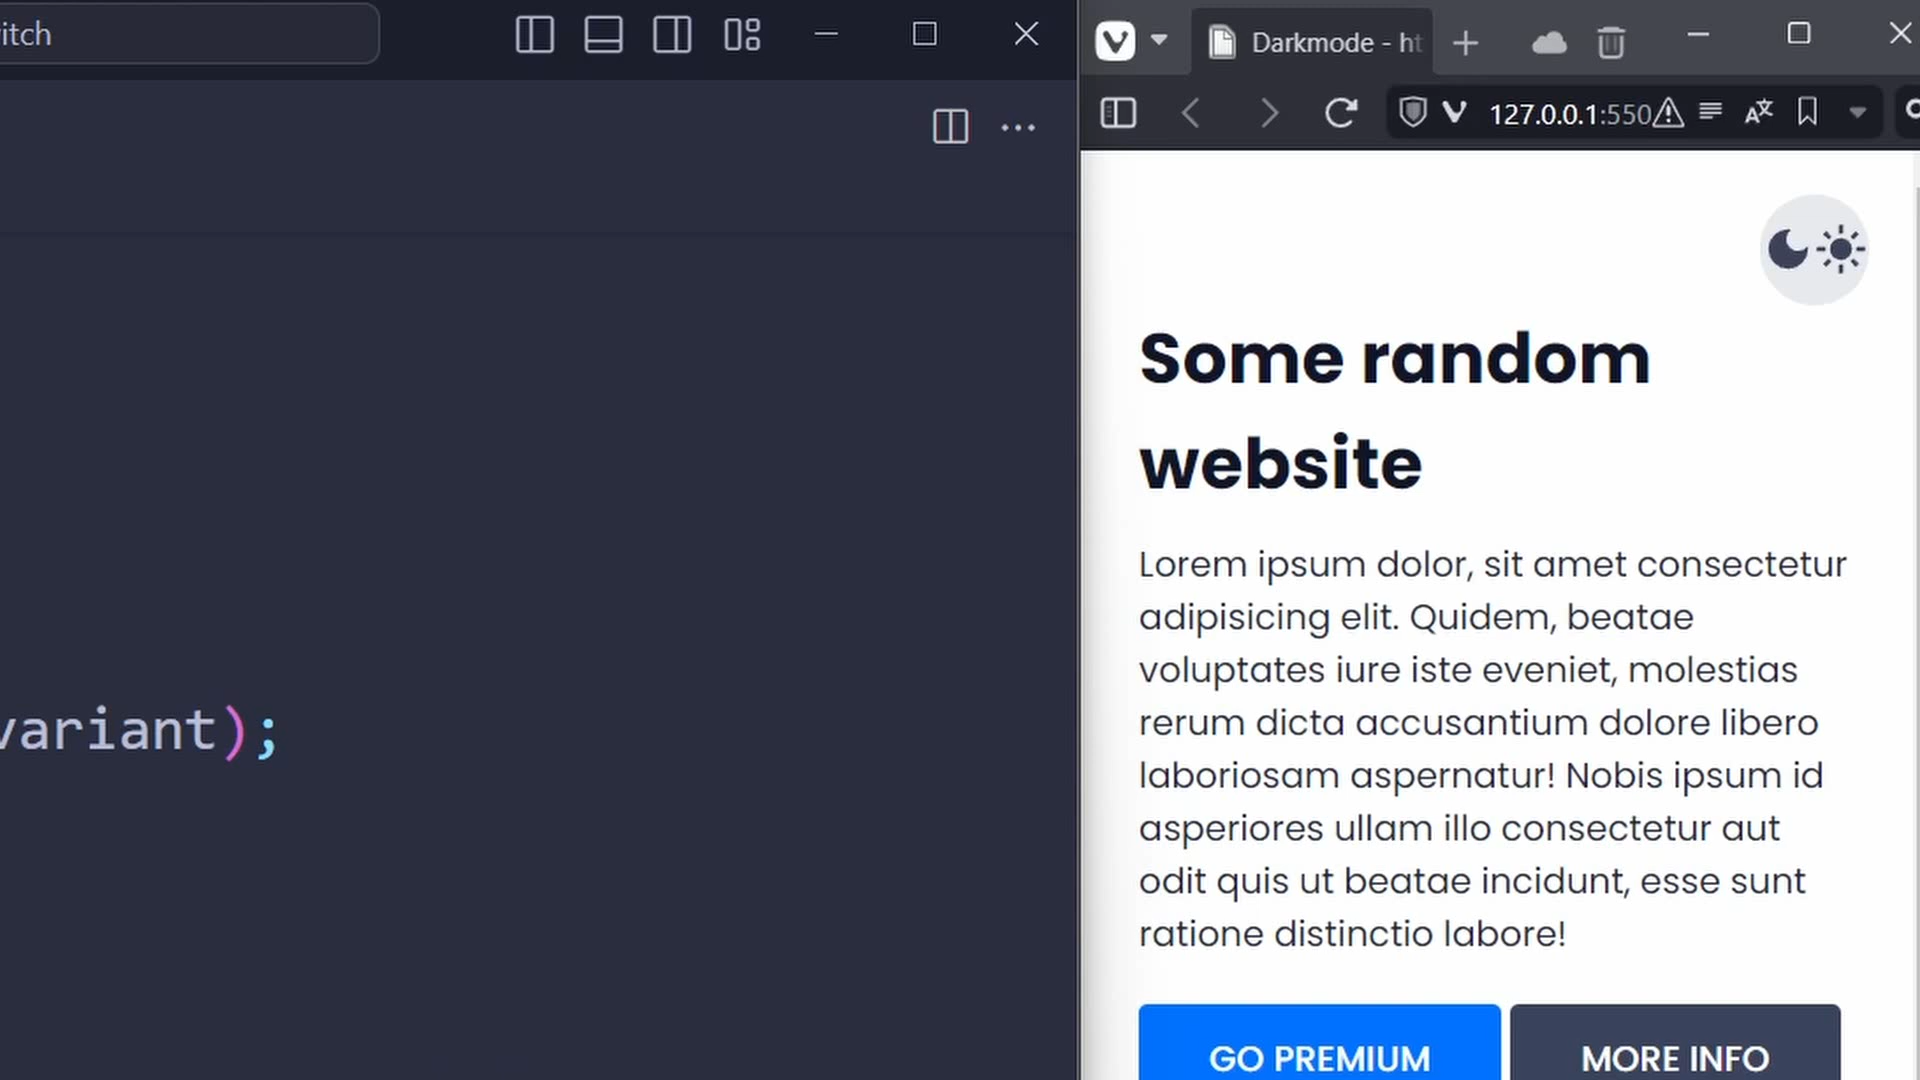 itch
Darkmode - ht
127.0.0.1:550
Some random
website
Lorem ipsum dolor, sit amet consectetur
adipisicing elit. Quidem, beatae
voluptates iure iste eveniet, molestias
rerum dicta accusantium dolore libero
laboriosam aspernatur! Nobis ipsum id
asperiores ullam illo consectetur aut
odit quis ut beatae incidunt, esse sunt
ratione distinctio labore!
variant);
GO PREMIUM
MORE INFO